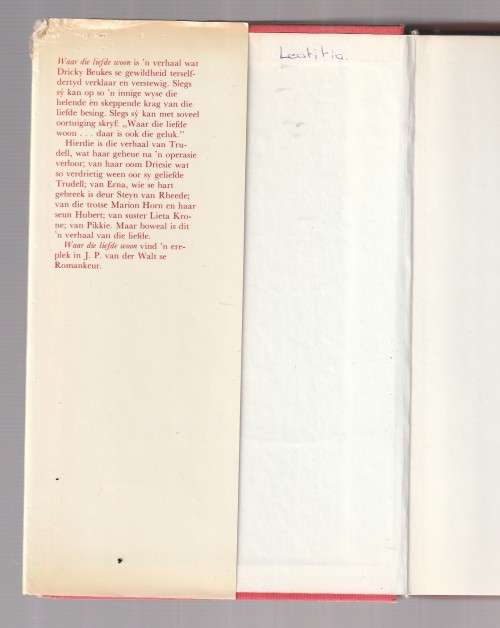 Leatitia.
Waar die liefde woon is 'n verhaal wat
Dricky Beukes se gewildheid terself-
dertyd verklaar en verstewig. Slegs
sý kan op so 'n innige wyse die
helende en skeppende krag van die
liefde besing. Slegs sý kan met soveel
oortuiging skryf: „Waar die liefde
woon . . . daar is ook die geluk."
Hierdie is die verhaal van Tru-
dell, wat haar geheue na 'n operasie
verloor; van haar oom Driesie wat
so verdrietig ween oor sy geliefde
Trudell; van Erna, wie se hart
gebreek is deur Steyn van Rheede;
van die trotse Marion Horn en haar
seun Hubert; van suster Lieta Kro-
ne; van Pikkie. Maar boweal is dit
'n verhaal van die liefde.
Waar die liefde woon vind 'n ere-
plek in J. P. van der Walt se
Romankeur.